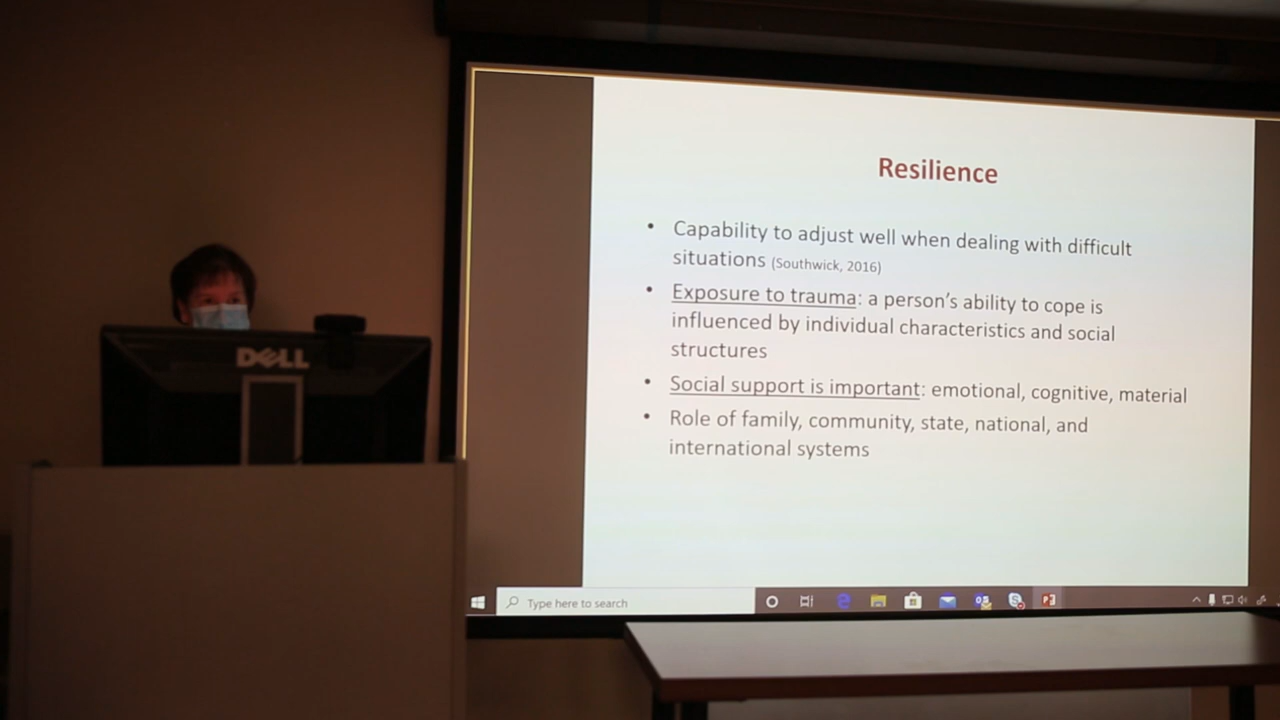 Resilience
• Capability to adjust well when dealing with difficult
situations (Southwick, 2016)
• Exposure to trauma: a person's ability to cope is
influenced by individual characteristics and social
structures
• Social support is important: emotional, cognitive, material
• Role of family, community, state, national, and
international systems
DELL
Type here to search